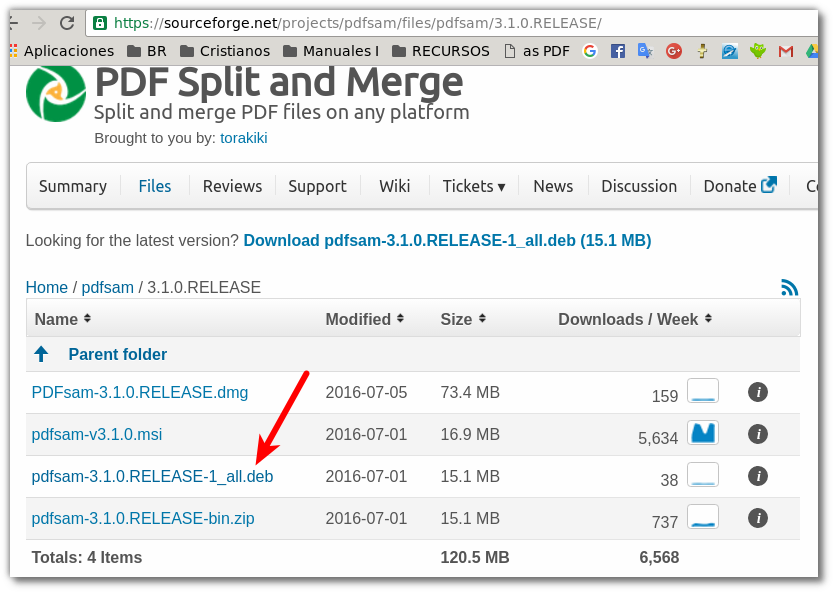 https://sourceforge.net/projects/pdfsam/files/pdfsam/3.1.0.RELEASE/
Aplicaciones BR Cristianos Manuales I RECURSOS as PDF
PDF Split and Merge
Split and merge PDF files on any platform
Brought to you by: torakiki
Summary Files Reviews Support Wiki Tickets ▾ News Discussion Donate
Looking for the latest version? Download pdfsam-3.1.0.RELEASE-1_all.deb (15.1 MB)
Home / pdfsam / 3.1.0.RELEASE
Name Modified Size Downloads / Week
Parent folder
PDFsam-3.1.0.RELEASE.dmg 2016-07-05 73.4 MB 159 i
pdfsam-v3.1.0.msi 2016-07-01 16.9 MB 5,634 i
pdfsam-3.1.0.RELEASE-1_all.deb 2016-07-01 15.1 MB 38 i
pdfsam-3.1.0.RELEASE-bin.zip 2016-07-01 15.1 MB 737 i
Totals: 4 Items 120.5 MB 6,568